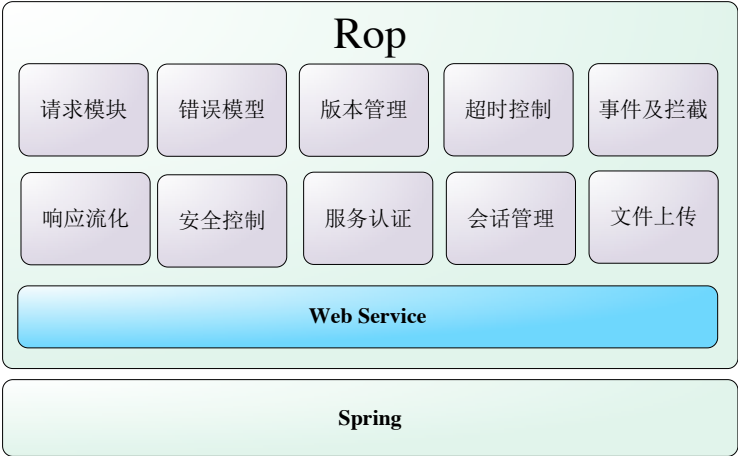 Rop
请求模块 错误模型 版本管理 超时控制 事件及拦截
响应流化 安全控制 服务认证 会话管理 文件上传
Web Service
Spring